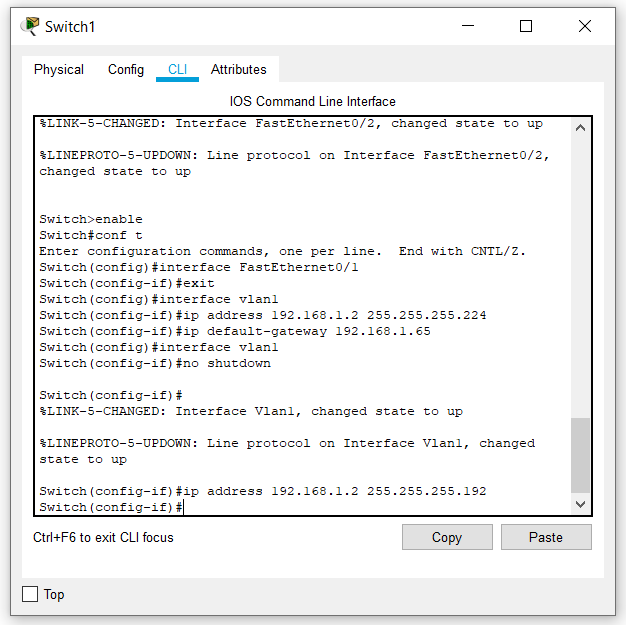 Switch1
Physical Config CLI Attributes
IOS Command Line Interface
%LINK-5-CHANGED: Interface FastEthernet0/2, changed state to up
%LINEPROTO-5-UPDOWN: Line protocol on Interface FastEthernet0/2,
changed state to up
Switch>enable
Switch#conf t
Enter configuration commands, one per line.  End with CNTL/Z.
Switch(config)#interface FastEthernet0/1
Switch(config-if)#exit
Switch(config)#interface vlan1
Switch(config-if)#ip address 192.168.1.2 255.255.255.224
Switch(config-if)#ip default-gateway 192.168.1.65
Switch(config)#interface vlan1
Switch(config-if)#no shutdown
Switch(config-if)#
%LINK-5-CHANGED: Interface Vlan1, changed state to up
%LINEPROTO-5-UPDOWN: Line protocol on Interface Vlan1, changed
state to up
Switch(config-if)#ip address 192.168.1.2 255.255.255.192
Switch(config-if)#
Ctrl+F6 to exit CLI focus
Copy Paste
Top